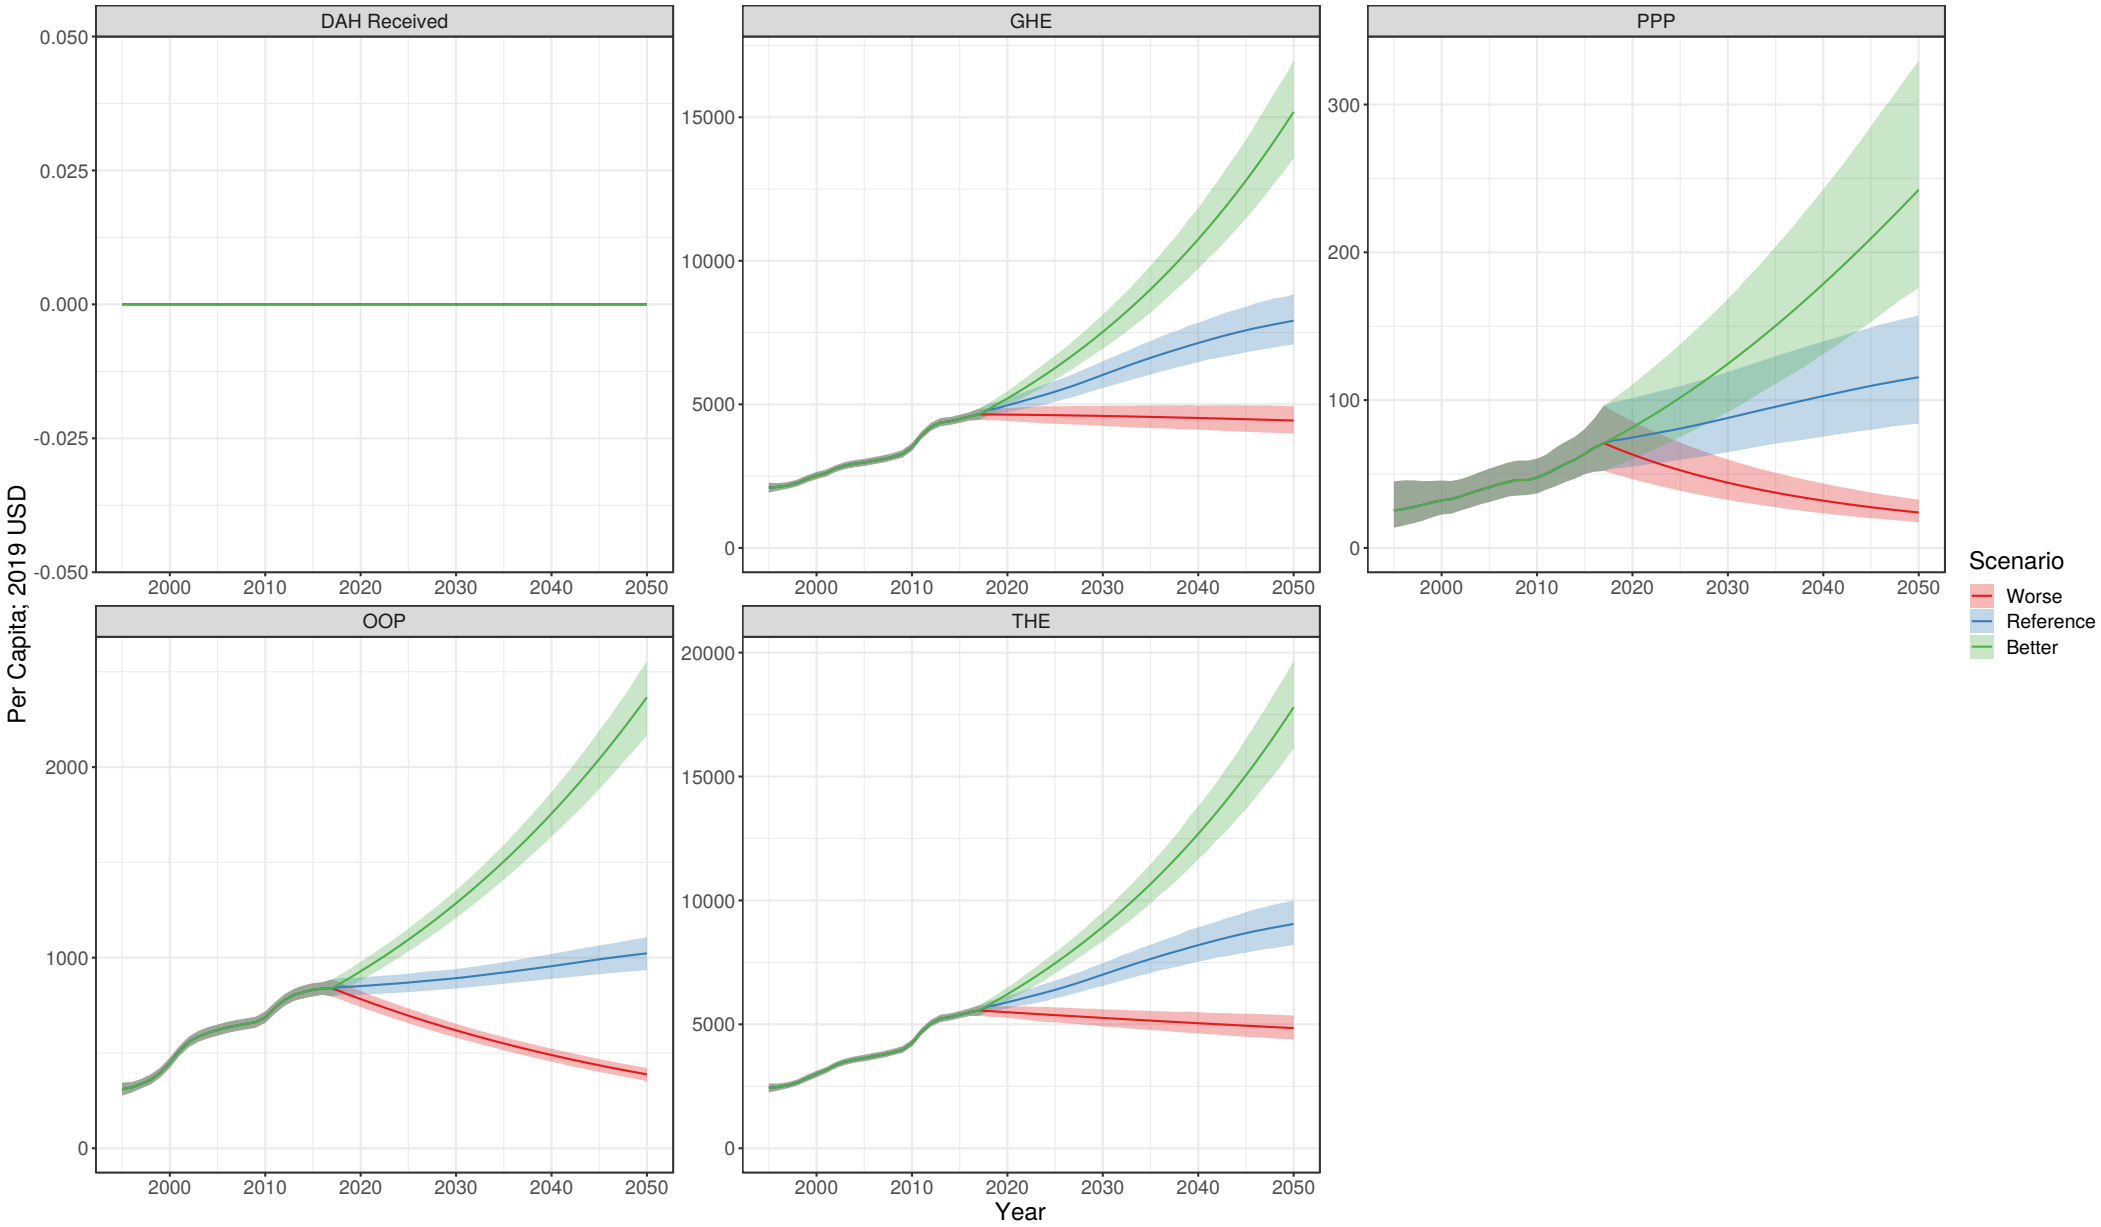 DAH Received
GHE
PPP
0.050
0.025
0.000
-0.025
-0.050
15000
10000
5000
0
300
200
100
0
2000 2010 2020 2030 2040 2050
2000 2010 2020 2030 2040 2050
2000 2010 2020 2030 2040 2050
OOP
THE
2000
1000
0
20000
15000
10000
5000
0
2000 2010 2020 2030 2040 2050
2000 2010 2020 2030 2040 2050
Year
Per Capita; 2019 USD
Scenario
Worse
Reference
Better